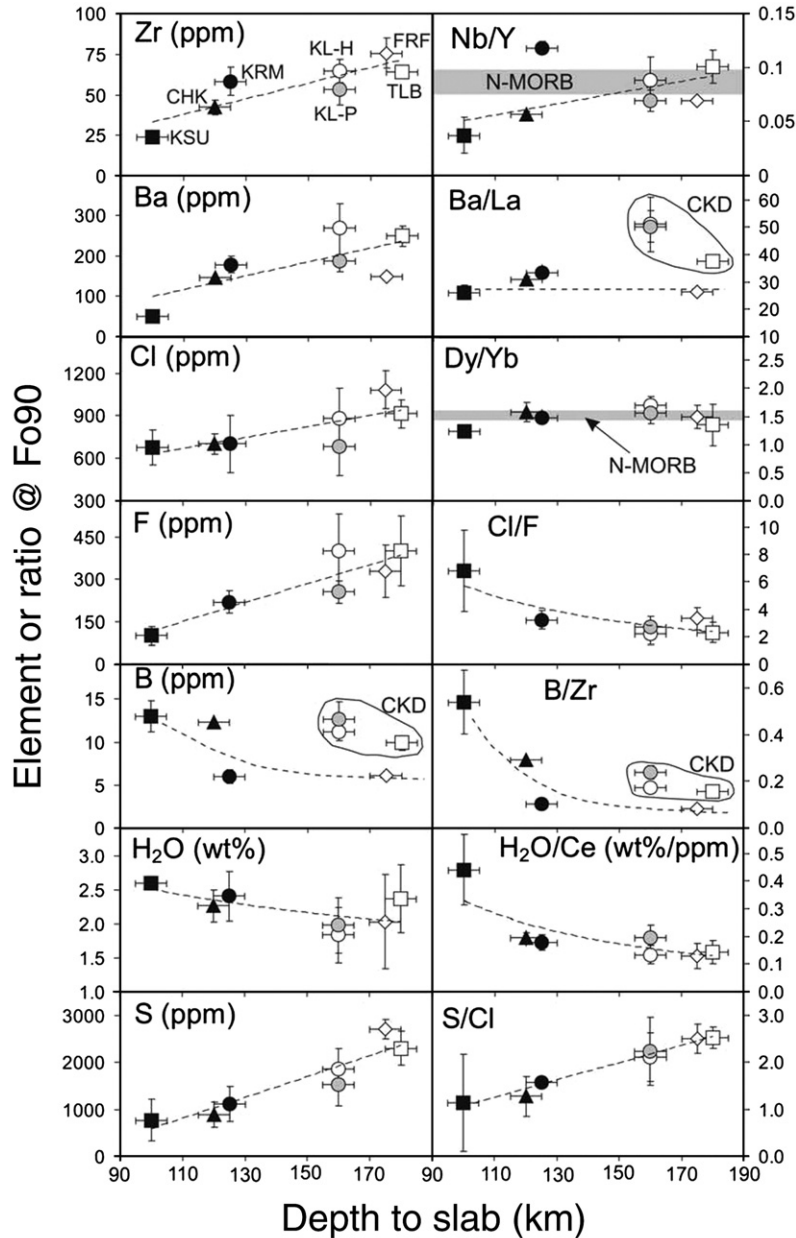 Element or ratio @ Fo90
Zr (ppm)
100
75
50
25
0
KSU
CHK
KRM
KL-H
KL-P
FRF
TLB
Nb/Y
N-MORB
0.15
0.1
0.05
0
Ba (ppm)
300
200
100
0
Ba/La
CKD
60
50
40
30
20
10
Cl (ppm)
1200
900
600
300
Dy/Yb
N-MORB
2.5
2.0
1.5
1.0
0.5
0.0
F (ppm)
450
300
150
0
Cl/F
10
8
6
4
2
0
B (ppm)
CKD
15
10
5
0
B/Zr
CKD
0.6
0.4
0.2
0.0
H₂O (wt%)
3.0
2.5
2.0
1.5
1.0
H₂O/Ce (wt%/ppm)
0.5
0.4
0.3
0.2
0.1
0.0
S (ppm)
3000
2000
1000
0
S/Cl
3.0
2.0
1.0
0.0
90 110 130 150 170 90 110 130 150 170 190
Depth to slab (km)